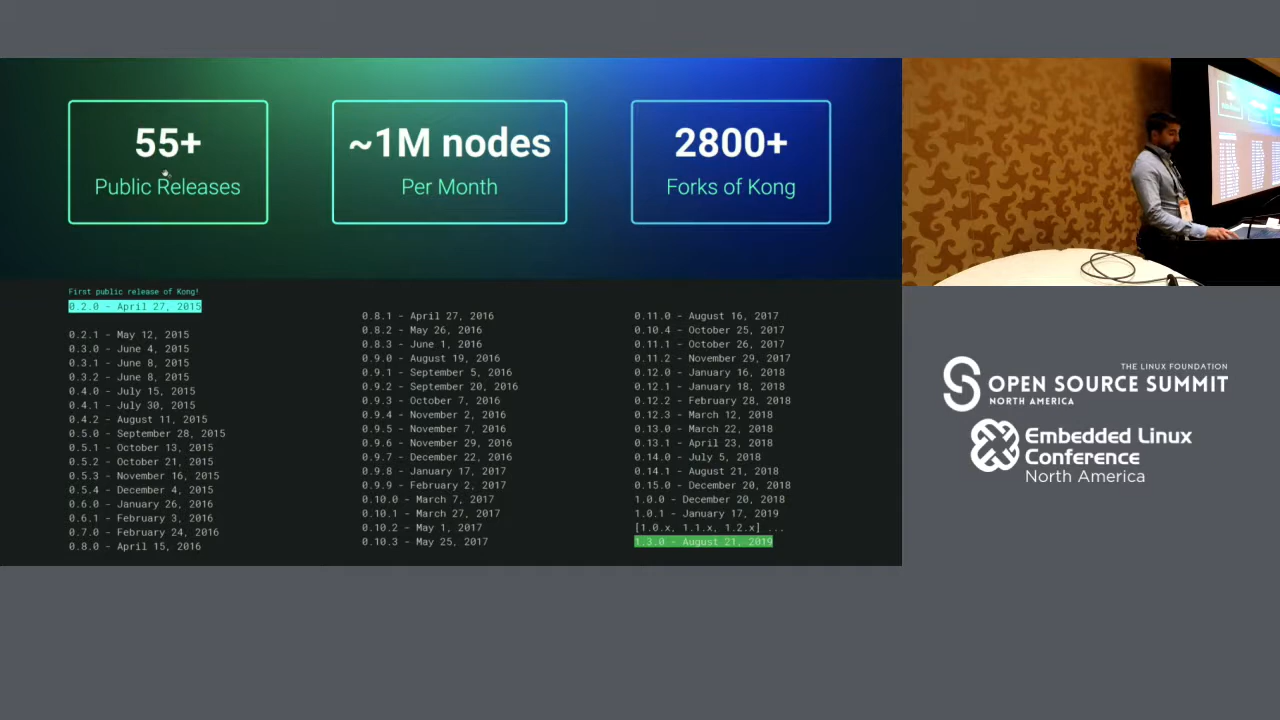 55+
Public Releases
~1M nodes
Per Month
2800+
Forks of Kong
First public release of Kong!
0.2.0 - April 27, 2015
0.2.1 - May 12, 2015
0.3.0 - June 4, 2015
0.3.1 - June 8, 2015
0.3.2 - June 8, 2015
0.4.0 - July 15, 2015
0.4.1 - July 30, 2015
0.4.2 - August 11, 2015
0.5.0 - September 28, 2015
0.5.1 - October 13, 2015
0.5.2 - October 21, 2015
0.5.3 - November 16, 2015
0.5.4 - December 4, 2015
0.6.0 - January 26, 2016
0.6.1 - February 3, 2016
0.7.0 - February 24, 2016
0.8.0 - April 15, 2016
0.8.1 - April 27, 2016
0.8.2 - May 26, 2016
0.8.3 - June 1, 2016
0.9.0 - August 19, 2016
0.9.1 - September 5, 2016
0.9.2 - September 20, 2016
0.9.3 - October 7, 2016
0.9.4 - November 2, 2016
0.9.5 - November 7, 2016
0.9.6 - November 29, 2016
0.9.7 - December 22, 2016
0.9.8 - January 17, 2017
0.9.9 - February 2, 2017
0.10.0 - March 7, 2017
0.10.1 - March 27, 2017
0.10.2 - May 1, 2017
0.10.3 - May 25, 2017
0.11.0 - August 16, 2017
0.10.4 - October 25, 2017
0.11.1 - October 26, 2017
0.11.2 - November 29, 2017
0.12.0 - January 16, 2018
0.12.1 - January 18, 2018
0.12.2 - February 28, 2018
0.12.3 - March 12, 2018
0.13.0 - March 22, 2018
0.13.1 - April 23, 2018
0.14.0 - July 5, 2018
0.14.1 - August 21, 2018
0.15.0 - December 20, 2018
1.0.0 - December 20, 2018
1.0.1 - January 17, 2019
[1.0.x, 1.1.x, 1.2.x] ...
1.3.0 - August 21, 2019
THE LINUX FOUNDATION
OPEN SOURCE SUMMIT
NORTH AMERICA
Embedded Linux
Conference
North America